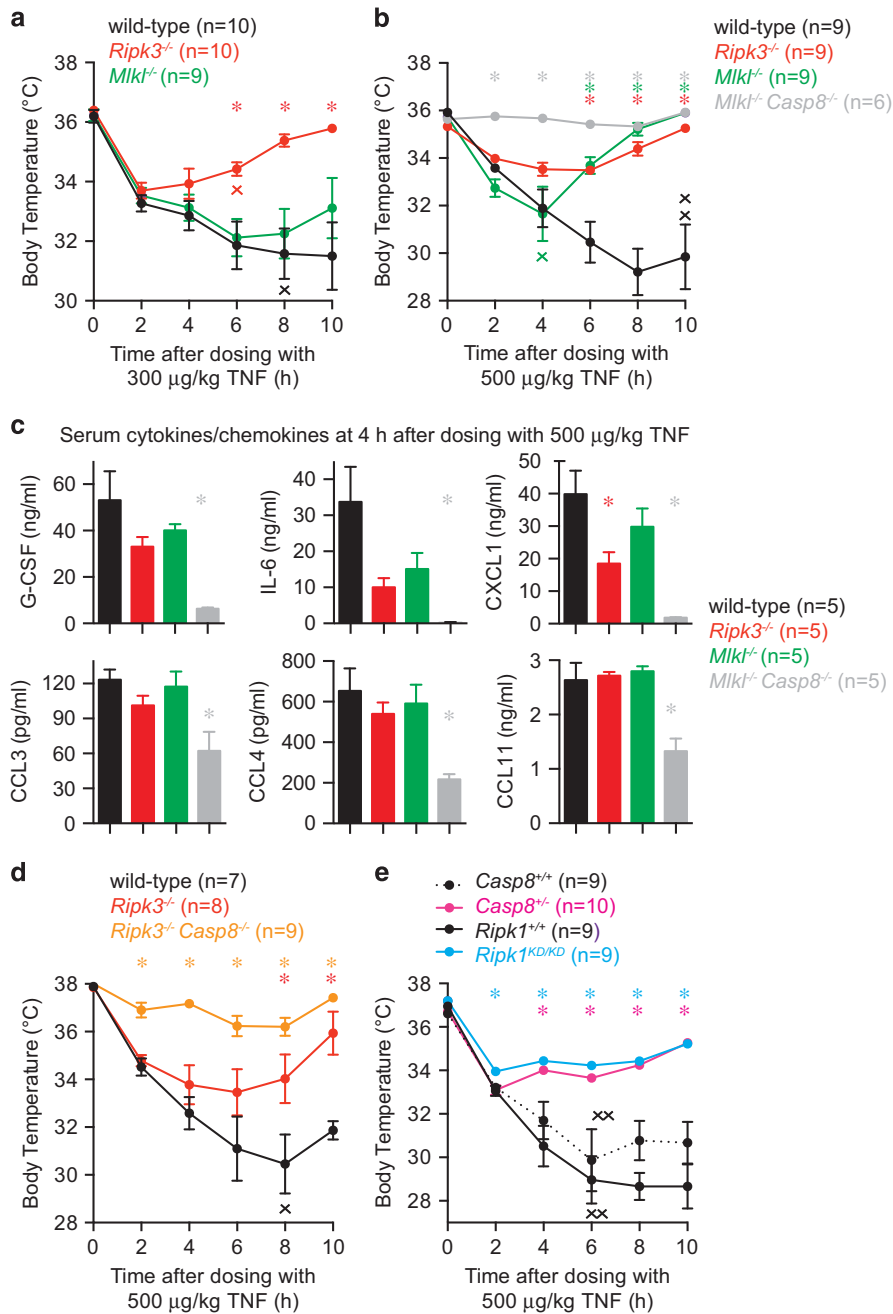 a
wild-type (n=10)
Ripk3-/- (n=10)
Mlkl-/- (n=9)
38
36
34
32
30
Body Temperature (°C)
* * *
×
×
0 2 4 6 8 10
Time after dosing with
300 µg/kg TNF (h)
b
wild-type (n=9)
Ripk3-/- (n=9)
Mlkl-/- (n=9)
Mlkl-/- Casp8-/- (n=6)
38
36
34
32
30
28
Body Temperature (°C)
* * * * *
* * *
* * *
×
×
×
0 2 4 6 8 10
Time after dosing with
500 µg/kg TNF (h)
c
Serum cytokines/chemokines at 4 h after dosing with 500 µg/kg TNF
G-CSF (ng/ml)
60
40
20
0
*
IL-6 (ng/ml)
40
30
20
10
0
*
CXCL1 (ng/ml)
50
40
30
20
10
0
* *
CCL3 (pg/ml)
120
90
60
30
0
*
CCL4 (pg/ml)
800
600
400
200
0
*
CCL11 (ng/ml)
3
2
1
0
*
wild-type (n=5)
Ripk3-/- (n=5)
Mlkl-/- (n=5)
Mlkl-/- Casp8-/- (n=5)
d
wild-type (n=7)
Ripk3-/- (n=8)
Ripk3-/- Casp8-/- (n=9)
38
36
34
32
30
28
Body Temperature (°C)
* * * * *
* *
×
0 2 4 6 8 10
Time after dosing with
500 µg/kg TNF (h)
e
Casp8+/+ (n=9)
Casp8+/- (n=10)
Ripk1+/+ (n=9)
Ripk1KD/KD (n=9)
38
36
34
32
30
28
Body Temperature (°C)
* * * * *
* * * *
××
××
0 2 4 6 8 10
Time after dosing with
500 µg/kg TNF (h)